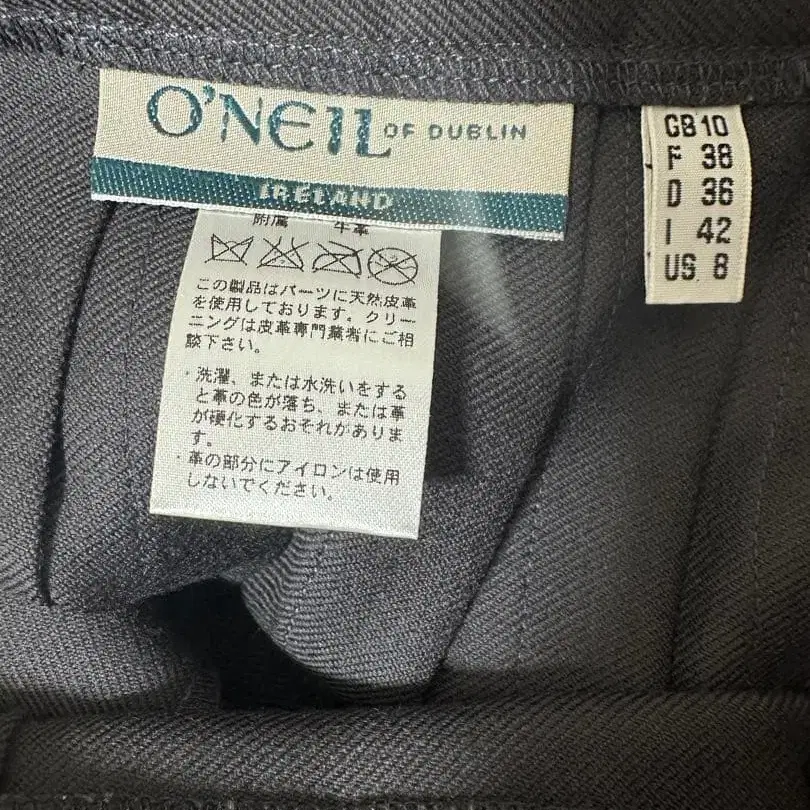 O'NEIL OF DUBLIN
IRELAND
附属 牛革
この製品はパーツに天然皮革
を使用しております。クリー
ニングは皮革専門業者にご相
談下さい。
・洗濯、または水洗いをする
と革の色が落ち、または革
が硬化するおそれがありま
す。
・革の部分にアイロンは使用
しないでください。
GB 10
F 38
D 36
I 42
US 8